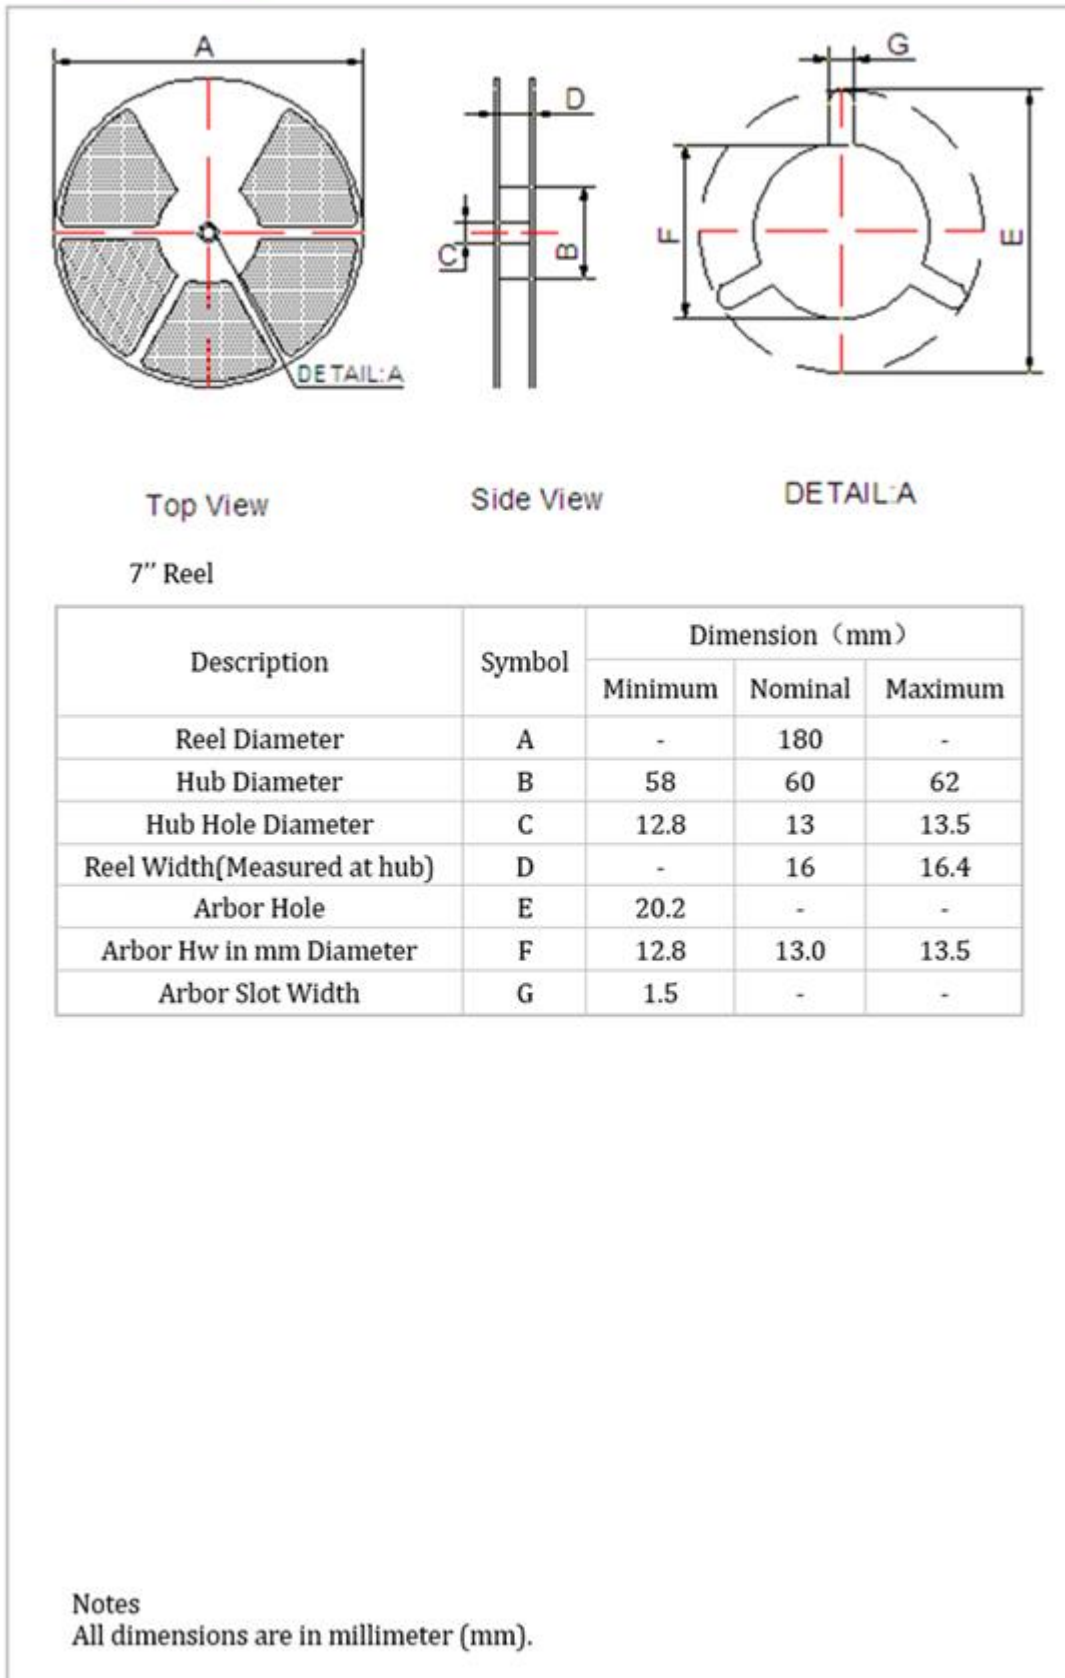 A
G
D
C
B
F
E
DETAIL:A
Top View
Side View
DETAIL:A
7'' Reel
Description Symbol Dimension（mm）
Minimum Nominal Maximum
Reel Diameter A - 180 -
Hub Diameter B 58 60 62
Hub Hole Diameter C 12.8 13 13.5
Reel Width(Measured at hub) D - 16 16.4
Arbor Hole E 20.2 - -
Arbor Hw in mm Diameter F 12.8 13.0 13.5
Arbor Slot Width G 1.5 - -
Notes
All dimensions are in millimeter (mm).